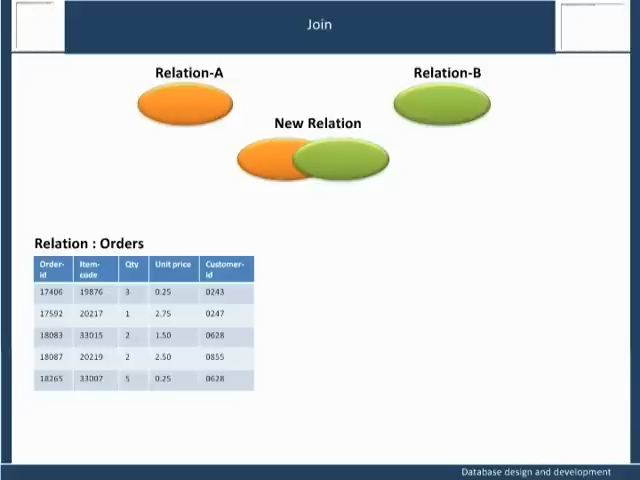 Join
Relation-A
Relation-B
New Relation
Relation : Orders
Order-id Item-code Qty Unit price Customer-id
17406 19876 3 0.25 0243
17592 20217 1 2.75 0247
18083 33015 2 1.50 0628
18087 20219 2 2.50 0855
18265 33007 5 0.25 0628
Database design and development